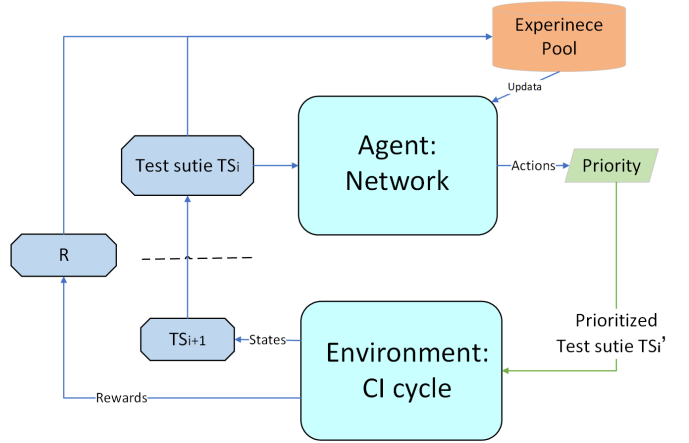 Experinece
Pool
Updata
Agent:
Network
Test sutie TSi
Actions
Priority
R
TSi+1
States
Environment:
CI cycle
Prioritized
Test sutie TSi’
Rewards